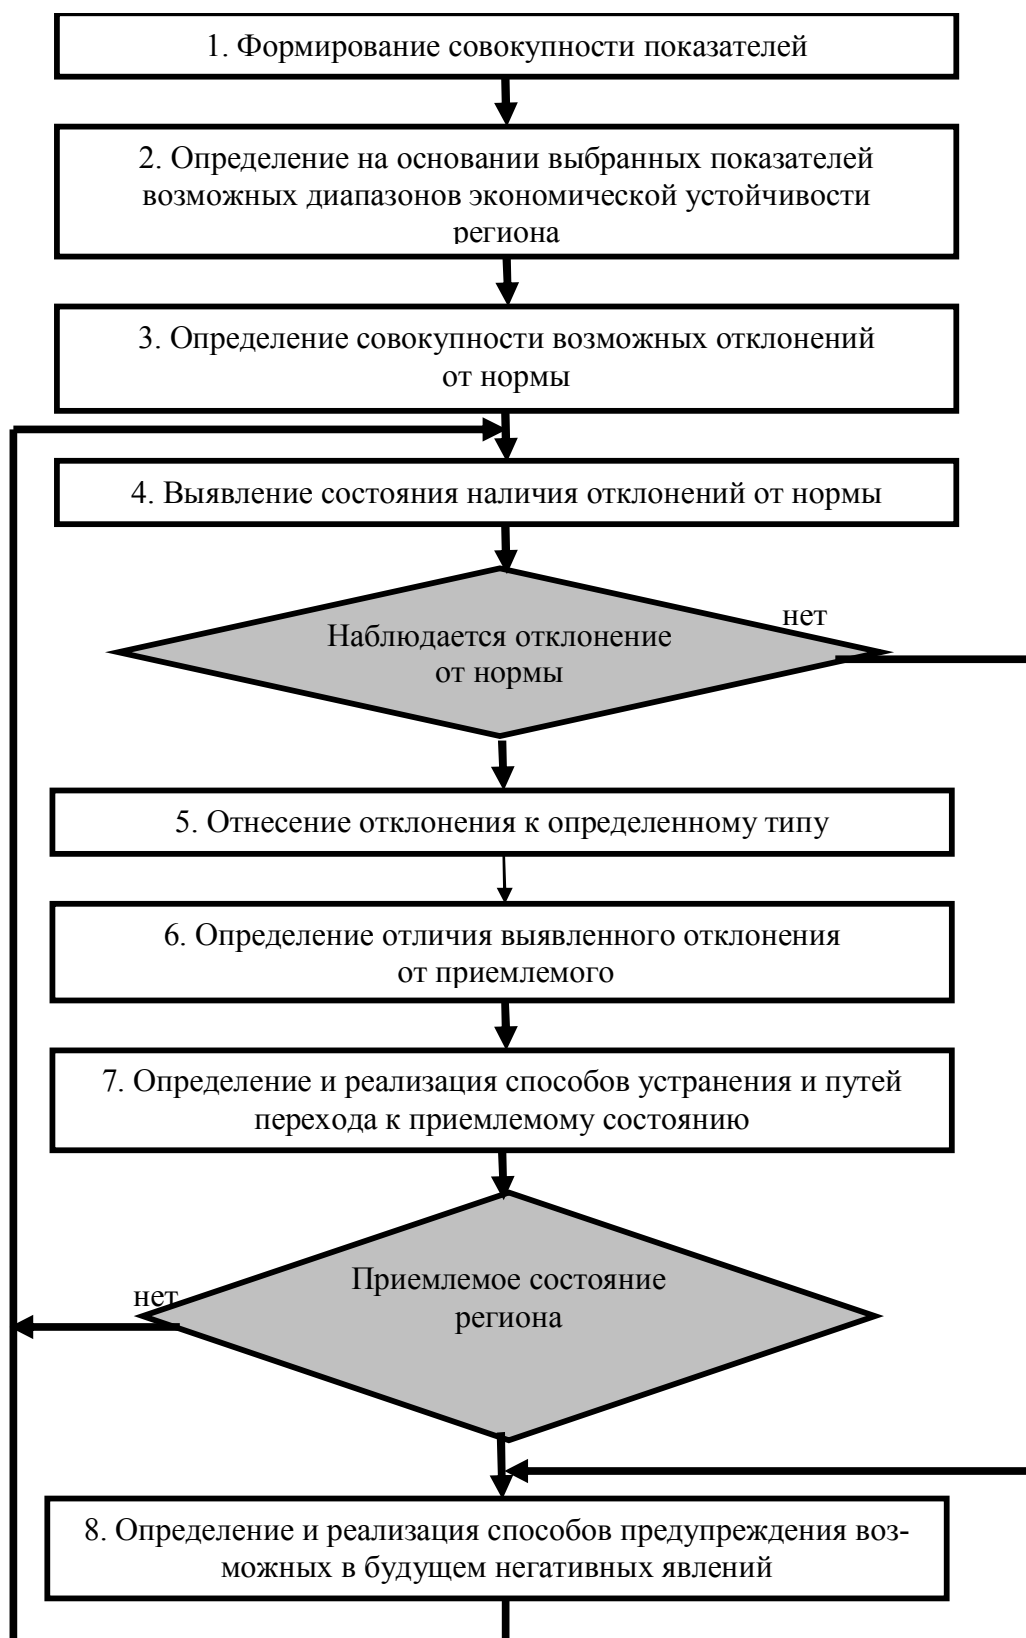 1. Формирование совокупности показателей
2. Определение на основании выбранных показателей
возможных диапазонов экономической устойчивости
региона
3. Определение совокупности возможных отклонений
от нормы
4. Выявление состояния наличия отклонений от нормы
нет
Наблюдается отклонение
от нормы
5. Отнесение отклонения к определенному типу
6. Определение отличия выявленного отклонения
от приемлемого
7. Определение и реализация способов устранения и путей
перехода к приемлемому состоянию
Приемлемое состояние
региона
нет
8. Определение и реализация способов предупреждения воз-
можных в будущем негативных явлений